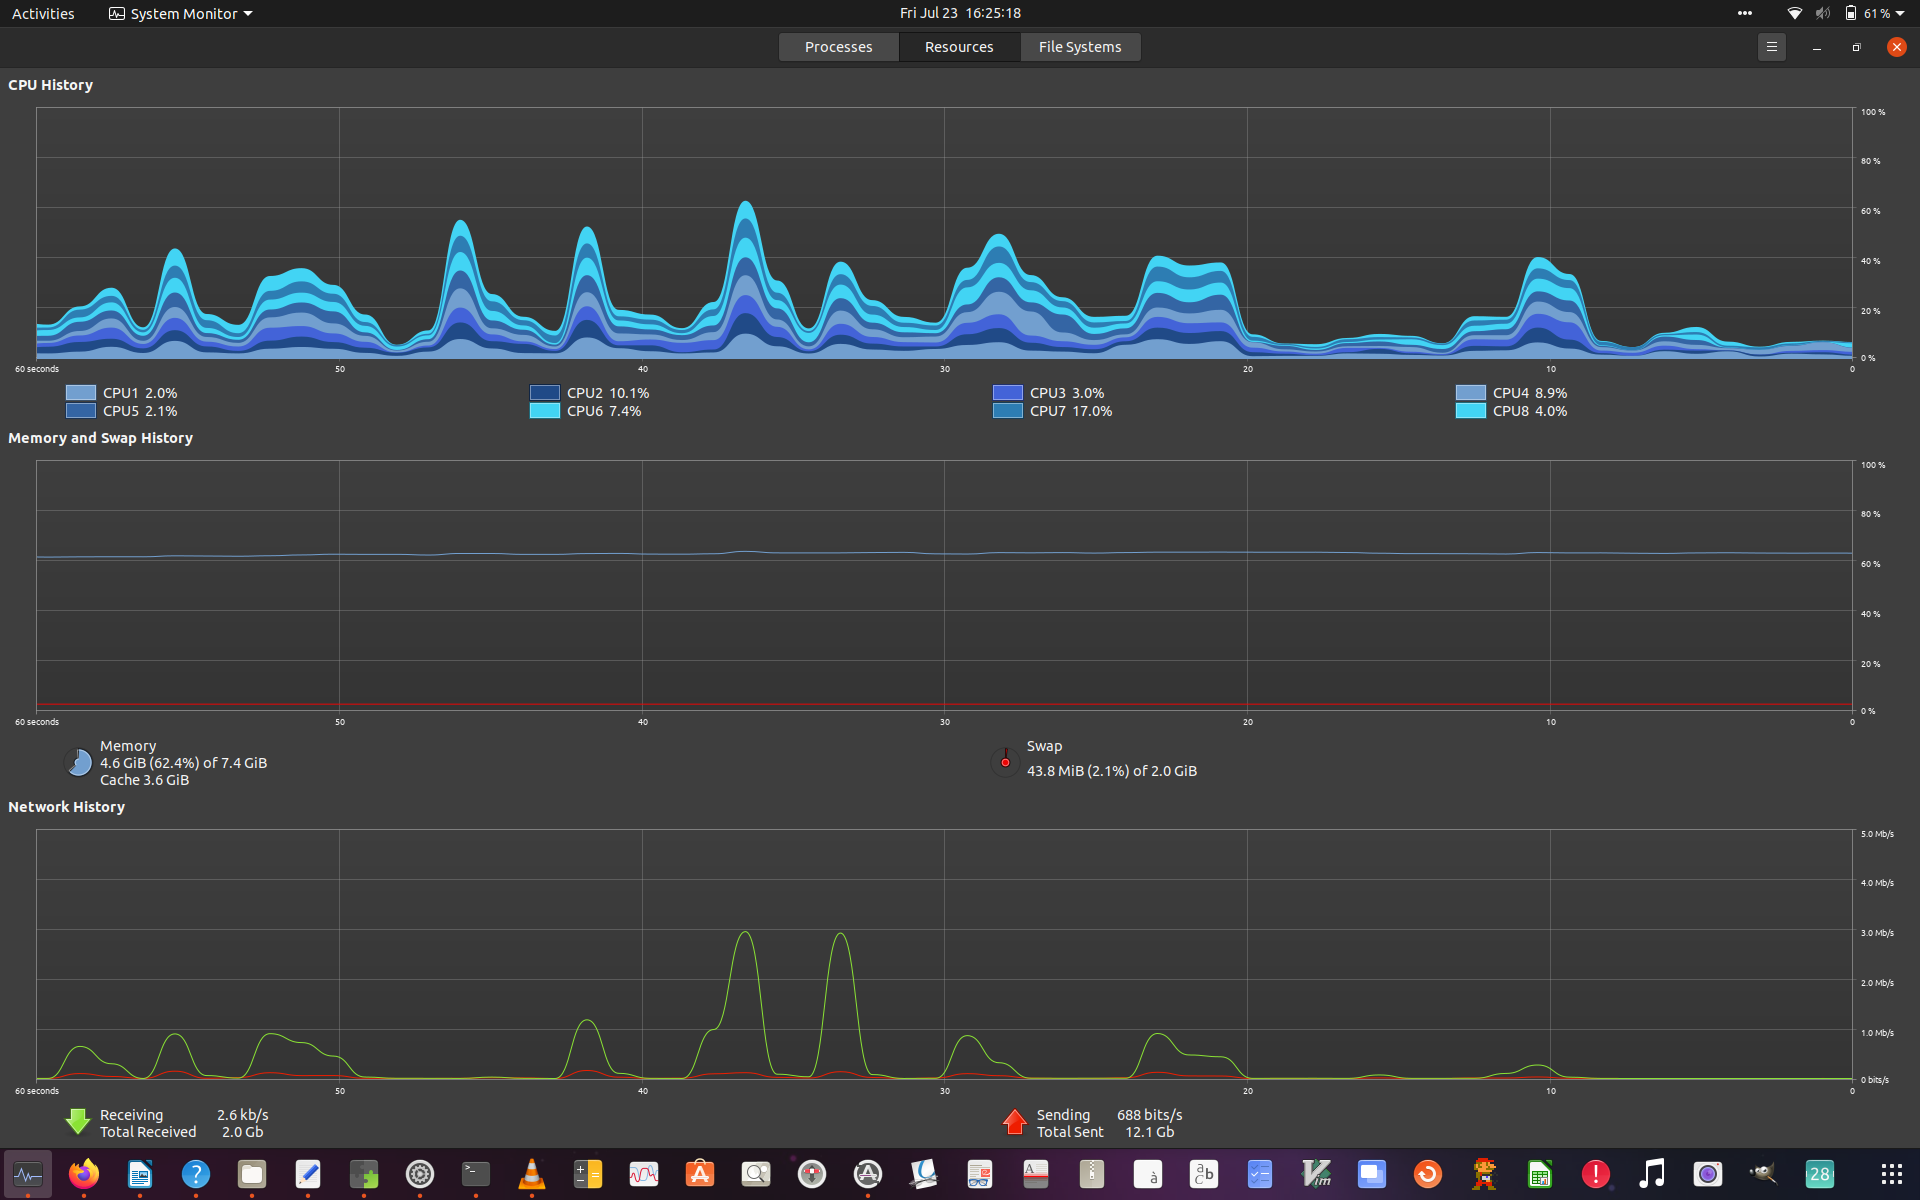 Activities System Monitor Fri Jul 23 16:25:18 61 %
Processes Resources File Systems
CPU History
100 %
80 %
60 %
40 %
20 %
0 %
60 seconds 50 40 30 20 10 0
CPU1 2.0% CPU2 10.1% CPU3 3.0% CPU4 8.9%
CPU5 2.1% CPU6 7.4% CPU7 17.0% CPU8 4.0%
Memory and Swap History
100 %
80 %
60 %
40 %
20 %
0 %
60 seconds 50 40 30 20 10 0
Memory Swap
4.6 GiB (62.4%) of 7.4 GiB 43.8 MiB (2.1%) of 2.0 GiB
Cache 3.6 GiB
Network History
5.0 Mb/s
4.0 Mb/s
3.0 Mb/s
2.0 Mb/s
1.0 Mb/s
0 bits/s
60 seconds 50 40 30 20 10 0
Receiving 2.6 kb/s Sending 688 bits/s
Total Received 2.0 Gb Total Sent 12.1 Gb
? >_ A A à a b c Vim ! 28